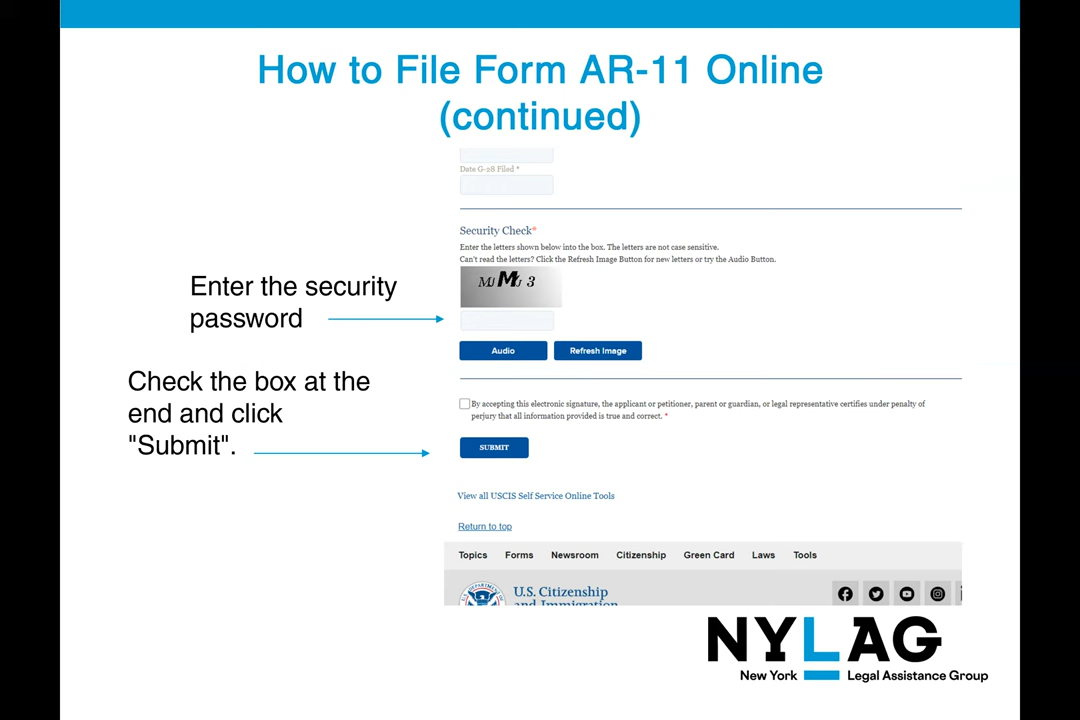 How to File Form AR-11 Online
(continued)
Date G-28 Filed *
Security Check*
Enter the letters shown below into the box. The letters are not case sensitive.
Can't read the letters? Click the Refresh Image Button for new letters or try the Audio Button.
Enter the security
password
Audio
Refresh Image
Check the box at the
end and click
"Submit".
By accepting this electronic signature, the applicant or petitioner, parent or guardian, or legal representative certifies under penalty of
perjury that all information provided is true and correct. *
SUBMIT
View all USCIS Self Service Online Tools
Return to top
Topics Forms Newsroom Citizenship Green Card Laws Tools
U.S. Citizenship
and Immigration
NYLAG
New York Legal Assistance Group